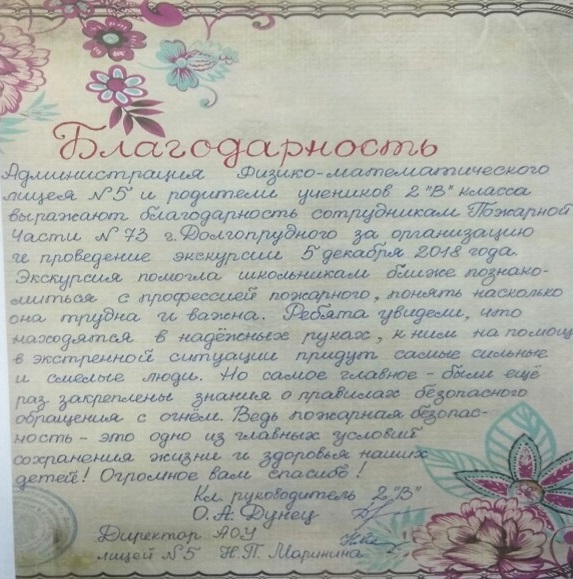 Благодарность
Администрация Физико-математического
лицея №5 и родители учеников 2 "В" класса
выражают благодарность сотрудникам Пожарной
Части №73 г. Долгопрудного за организацию
и проведение экскурсии 5 декабря 2018 года.
Экскурсия помогла школьникам ближе познако-
миться с профессией пожарного, понять насколько
она трудна и важна. Ребята увидели, что
находятся в надёжных руках, к ним на помощь
в экстренной ситуации придут самые сильные
и смелые люди. Но самое главное - были ещё
раз закреплены знания о правилах безопасного
обращения с огнём. Ведь пожарная безопас-
ность - это одно из главных условий
сохранения жизни и здоровья наших
детей! Огромное вам спасибо!
Кл. руководитель 2 "В"
О.А. Дунец
Директор АОУ
лицей №5 Н.П. Маринина